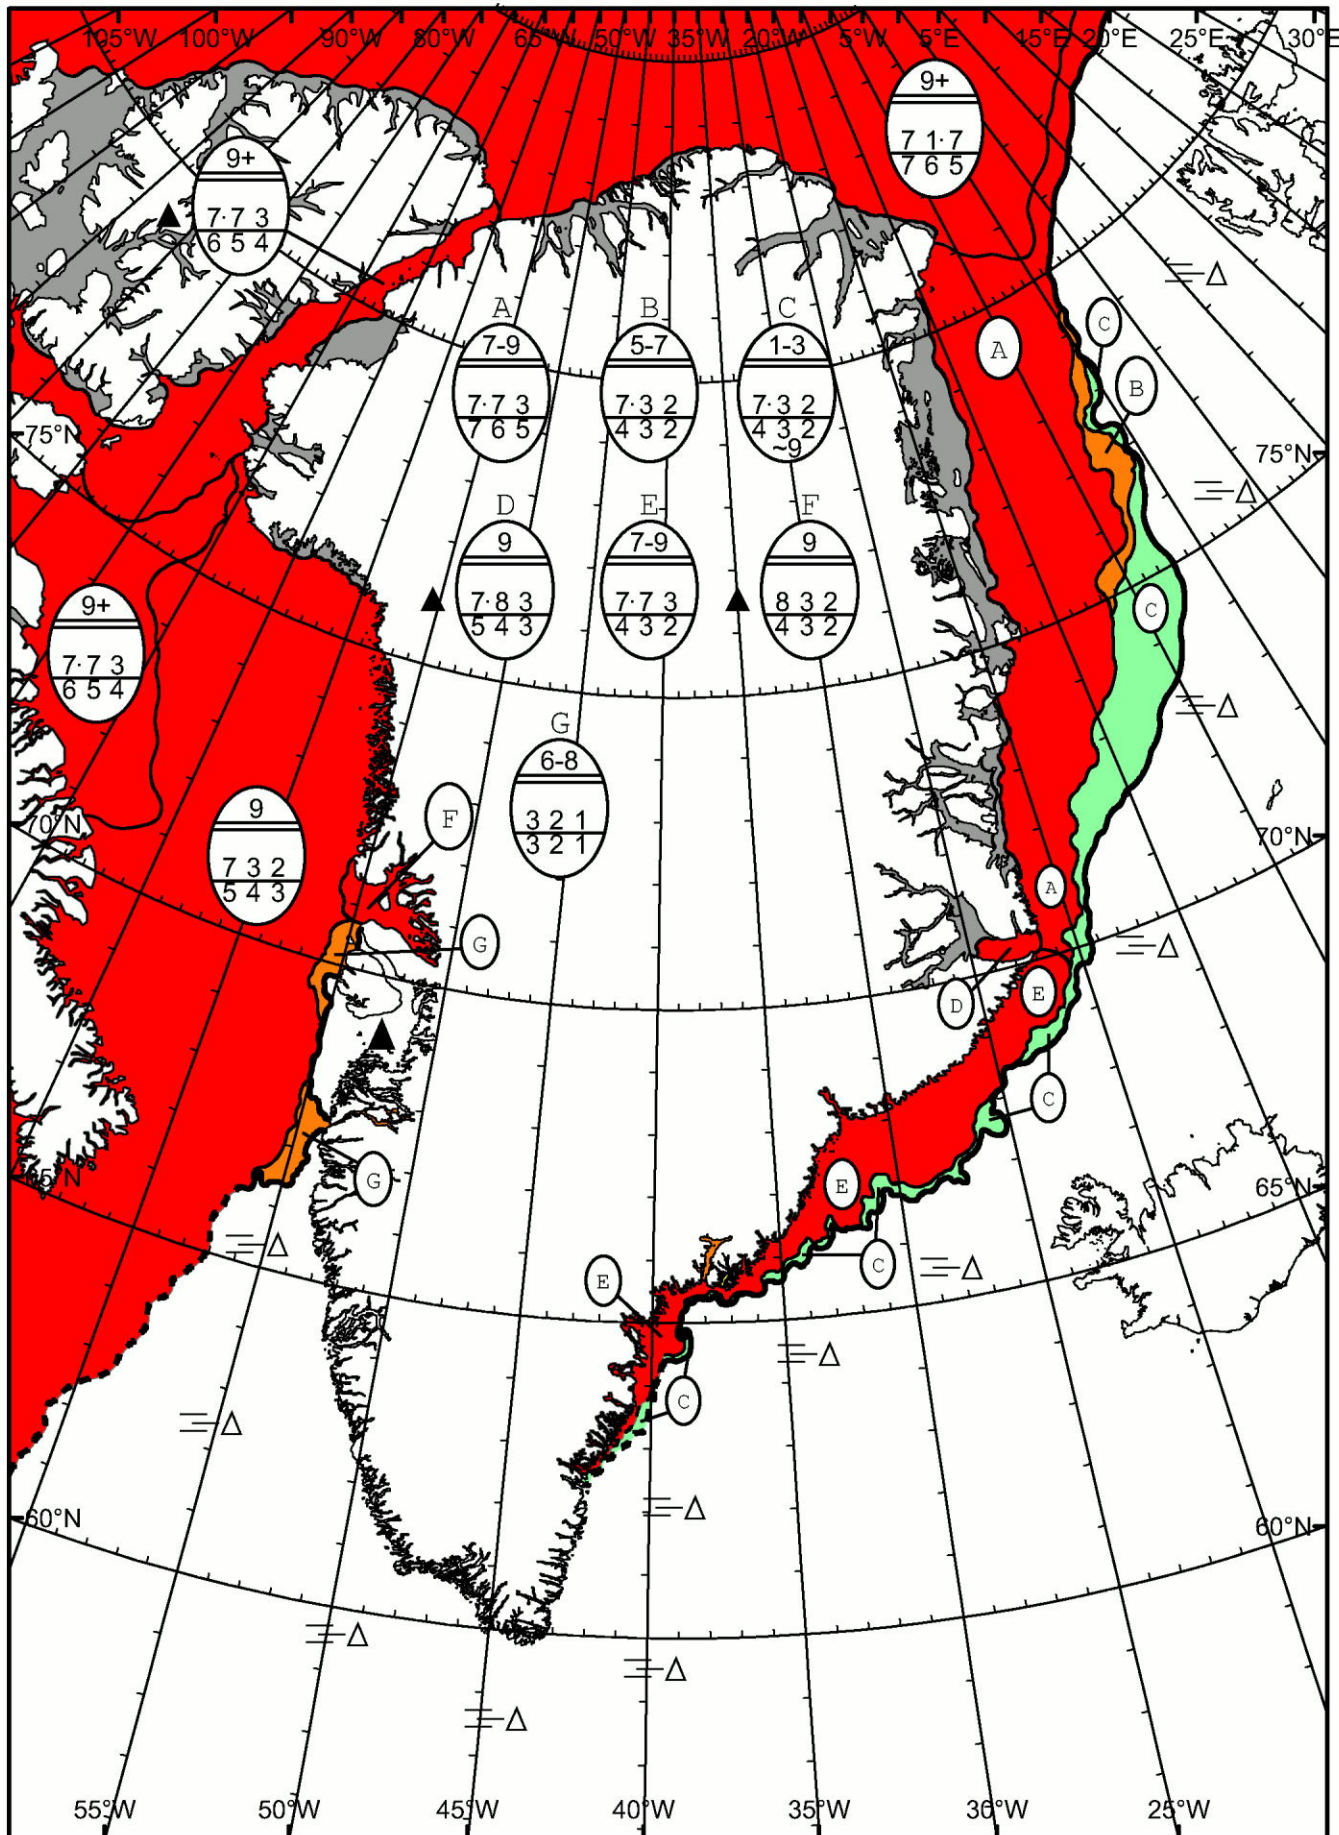 105°W 100°W 90°W 80°W 65°W 50°W 35°W 20°W 5°W 5°E 15°E 20°E 25°E 30°E
9+
7 1· 7
7 6 5
9+
7· 7 3
6 5 4
A B C
7-9 5-7 1-3
7· 7 3 7· 3 2 7· 3 2
7 6 5 4 3 2 4 3 2
~9
A
C
B
75°N 75°N
D E F
9 7-9 9
7· 8 3 7· 7 3 8 3 2
5 4 3 4 3 2 4 3 2
C
9+
7· 7 3
6 5 4
G
6-8
3 2 1
3 2 1
70°N F 70°N
9
7 3 2
5 4 3
A
G
D E
C
65°N G E 65°N
C
E
C
60°N 60°N
55°W 50°W 45°W 40°W 35°W 30°W 25°W